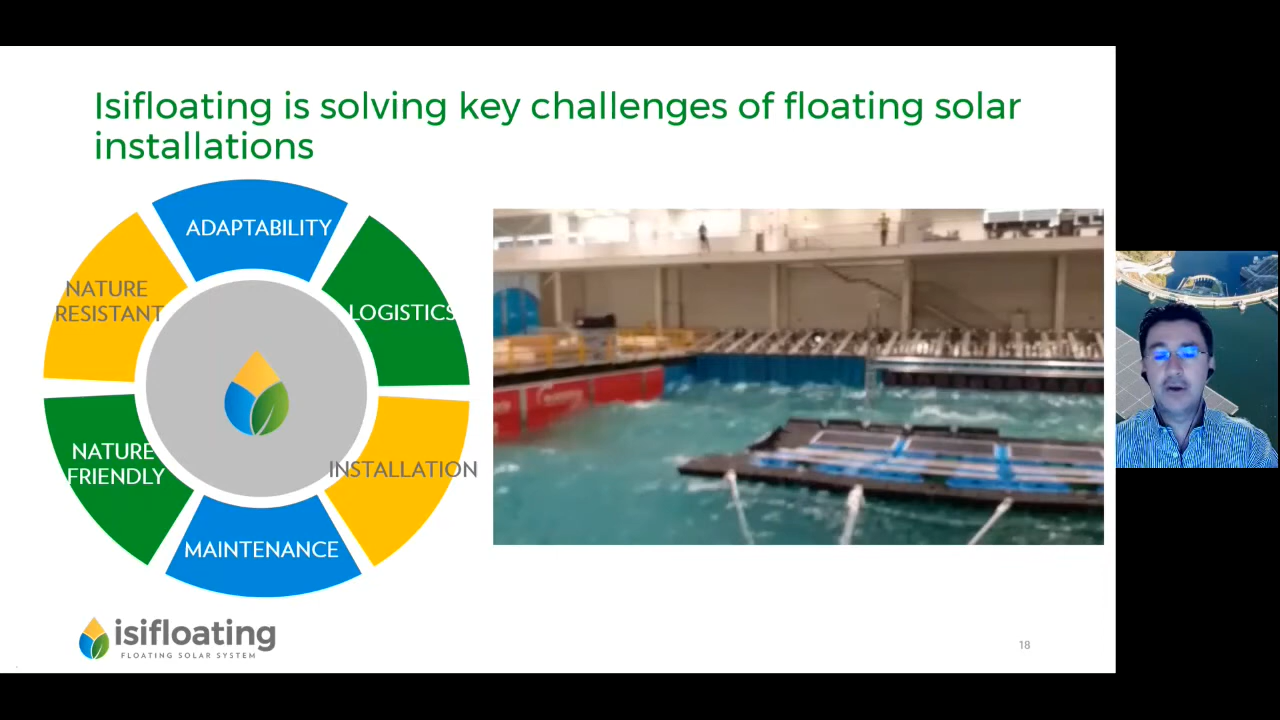 Isifloating is solving key challenges of floating solar
installations
ADAPTABILITY
NATURE
RESISTANT
LOGISTICS
NATURE
FRIENDLY
INSTALLATION
MAINTENANCE
isifloating
FLOATING SOLAR SYSTEM
18